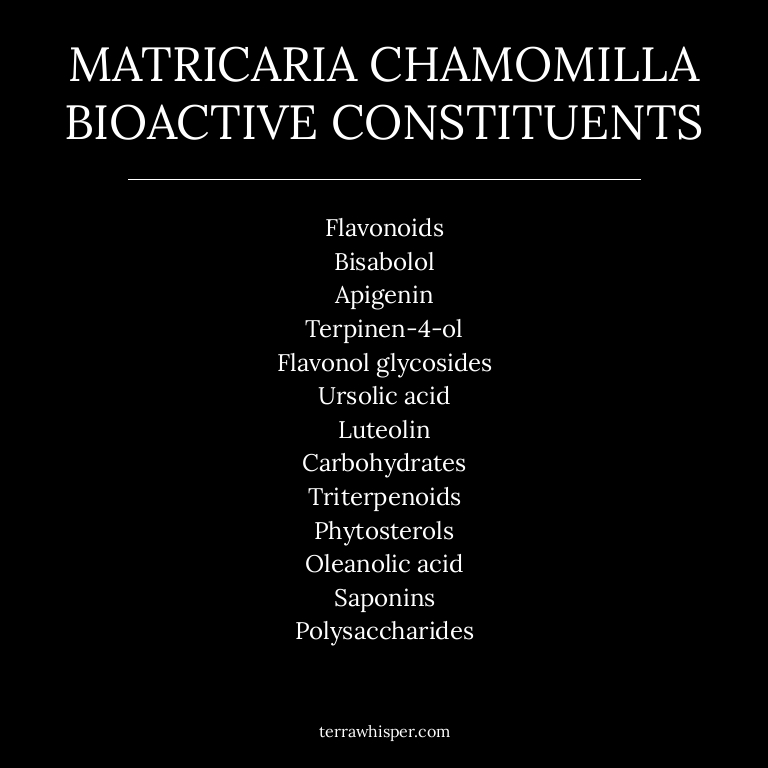 MATRICARIA CHAMOMILLA
BIOACTIVE CONSTITUENTS
Flavonoids
Bisabolol
Apigenin
Terpinen-4-ol
Flavonol glycosides
Ursolic acid
Luteolin
Carbohydrates
Triterpenoids
Phytosterols
Oleanolic acid
Saponins
Polysaccharides
terrawhisper.com